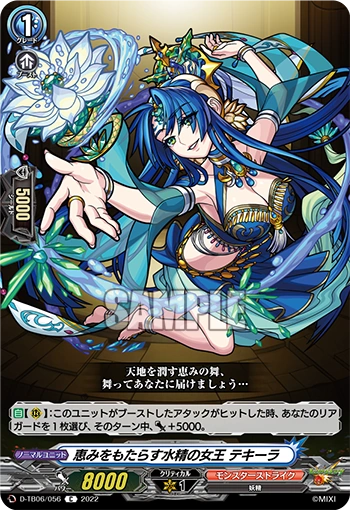 1
グレード
ブースト
5000
シールド
SAMPLE
天地を潤す恵みの舞、
舞ってあなたに届けましょう…
自【R】:このユニットがブーストしたアタックがヒットした時、あなたのリア
ガードを1枚選び、そのターン中、+5000。
ノーマルユニット
恵みをもたらす水精の女王 テキーラ
パワー
8000
クリティカル
1
モンスターストライク
妖精
D-TB06/056 C 2022
©MIXI